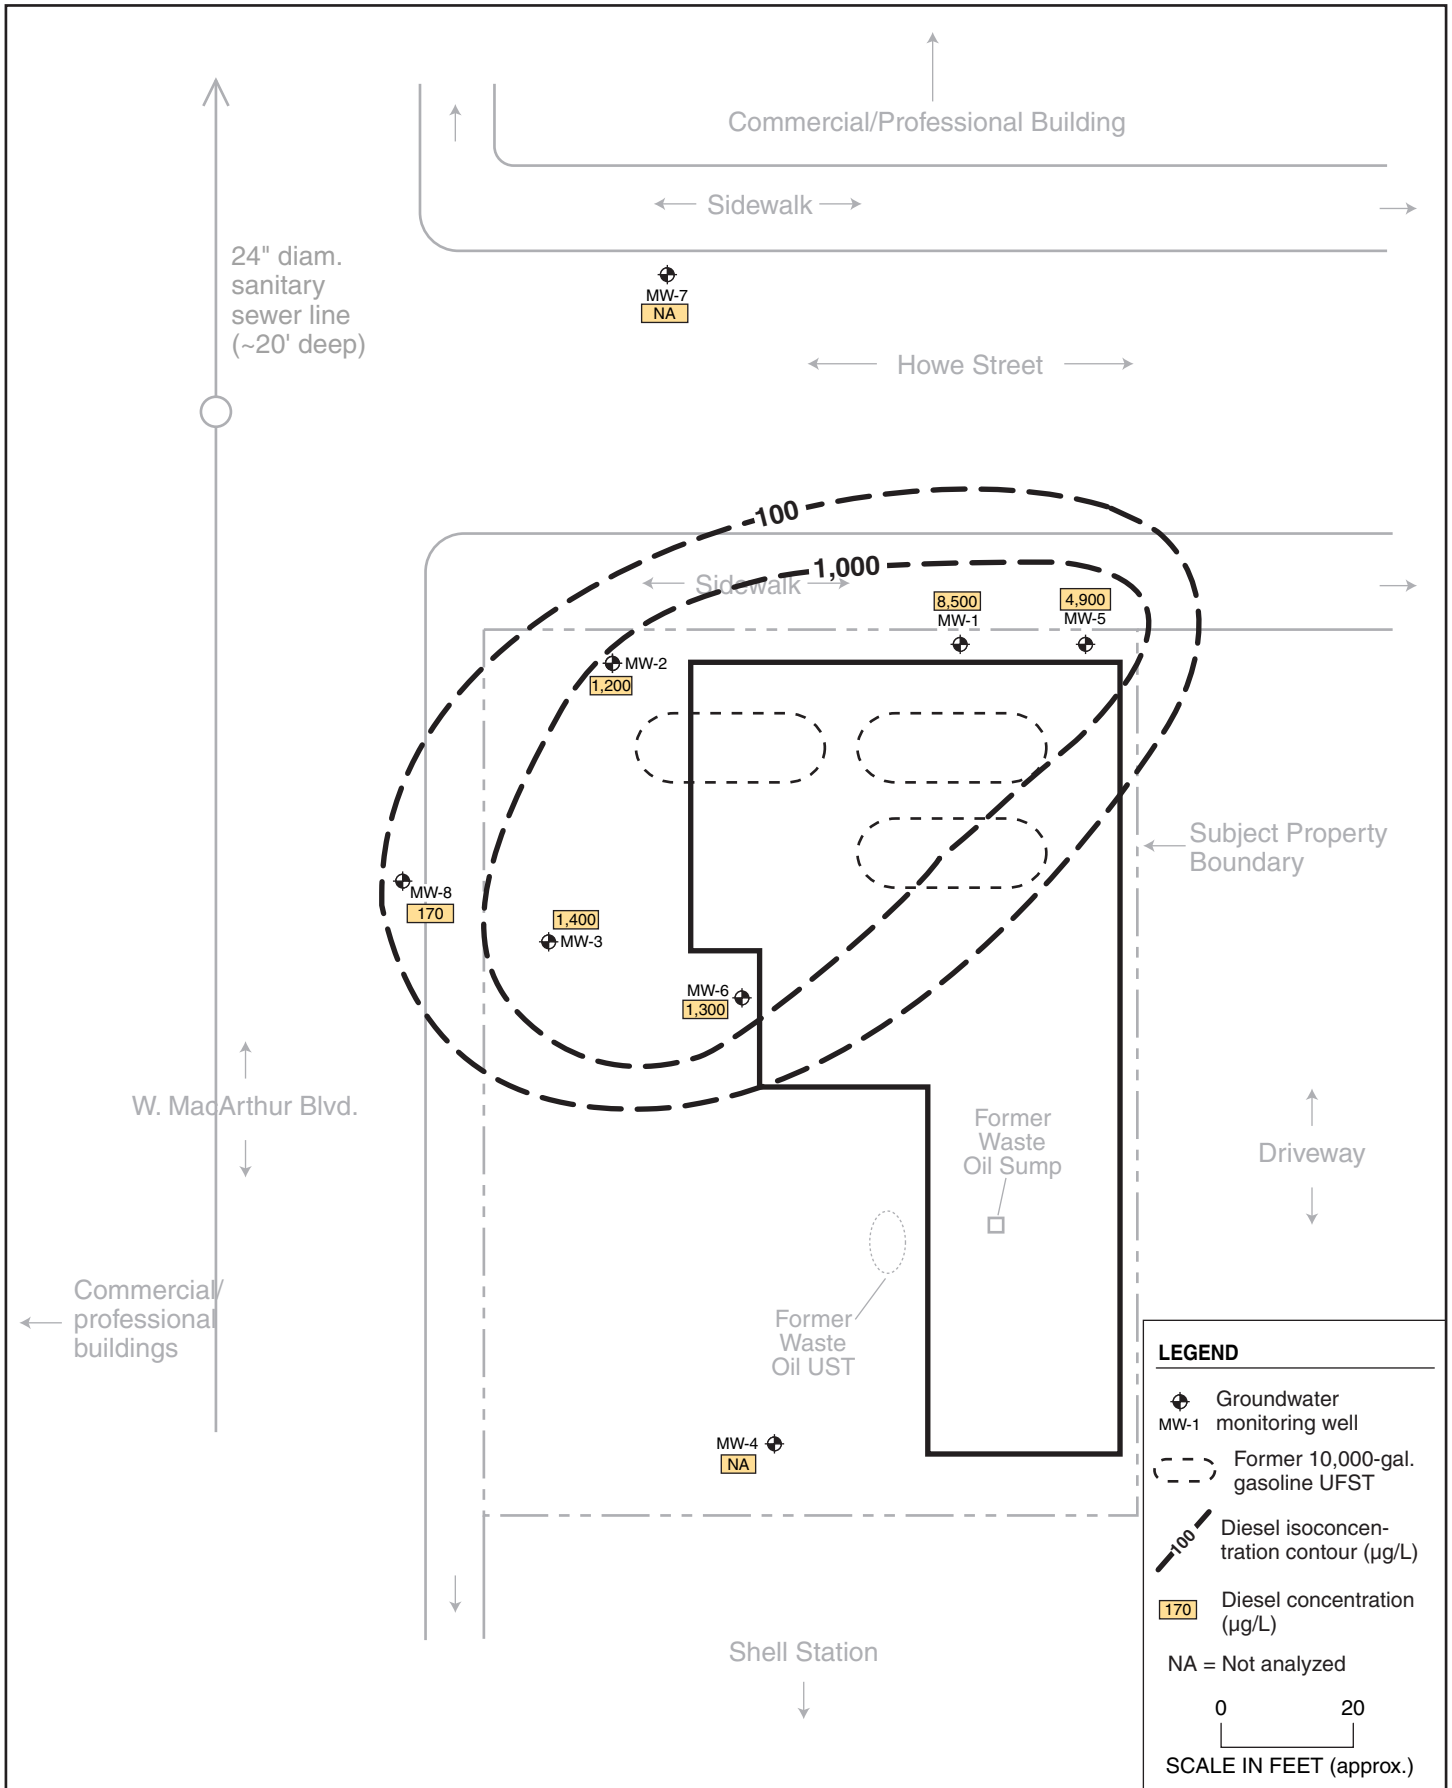 Commercial/Professional Building
Sidewalk
24" diam.
sanitary
sewer line
(~20' deep)
MW-7
NA
Howe Street
100
1,000
Sidewalk
8,500
MW-1
4,900
MW-5
MW-2
1,200
Subject Property
Boundary
MW-8
170
1,400
MW-3
MW-6
1,300
W. MacArthur Blvd.
Former
Waste
Oil Sump
Driveway
Commercial/
professional
buildings
Former
Waste
Oil UST
MW-4
NA
Shell Station
LEGEND
MW-1
Groundwater
monitoring well
Former 10,000-gal.
gasoline UFST
100
Diesel isoconcen-
tration contour (µg/L)
170
Diesel concentration
(µg/L)
NA = Not analyzed
0 20
SCALE IN FEET (approx.)